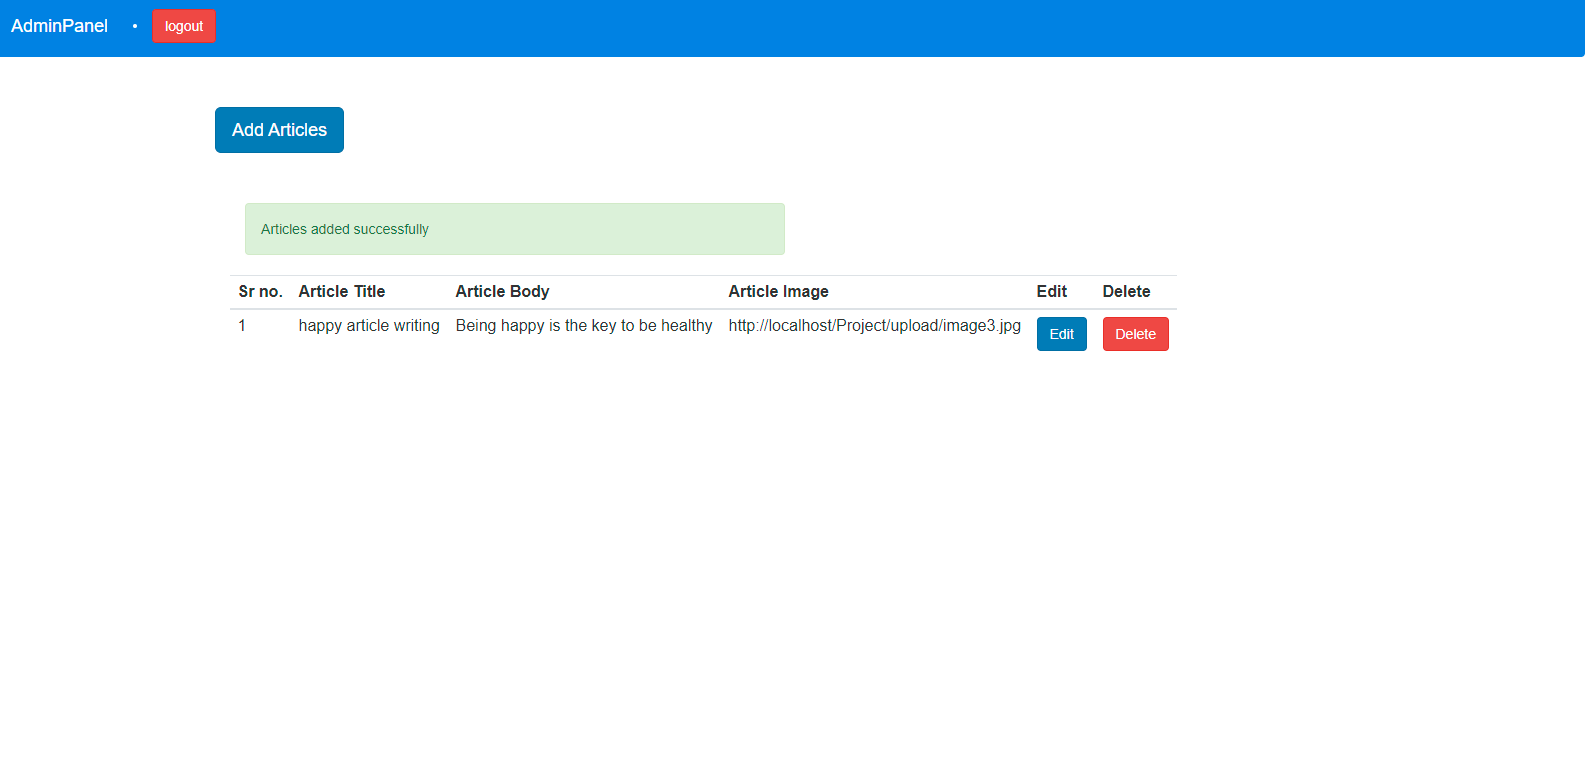 AdminPanel • logout
Add Articles
Articles added successfully
Sr no. Article Title Article Body Article Image Edit Delete
1 happy article writing Being happy is the key to be healthy http://localhost/Project/upload/image3.jpg Edit Delete